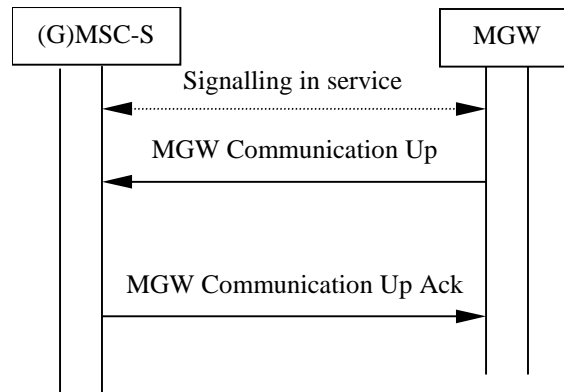 (G)MSC-S
MGW
Signalling in service
MGW Communication Up
MGW Communication Up Ack